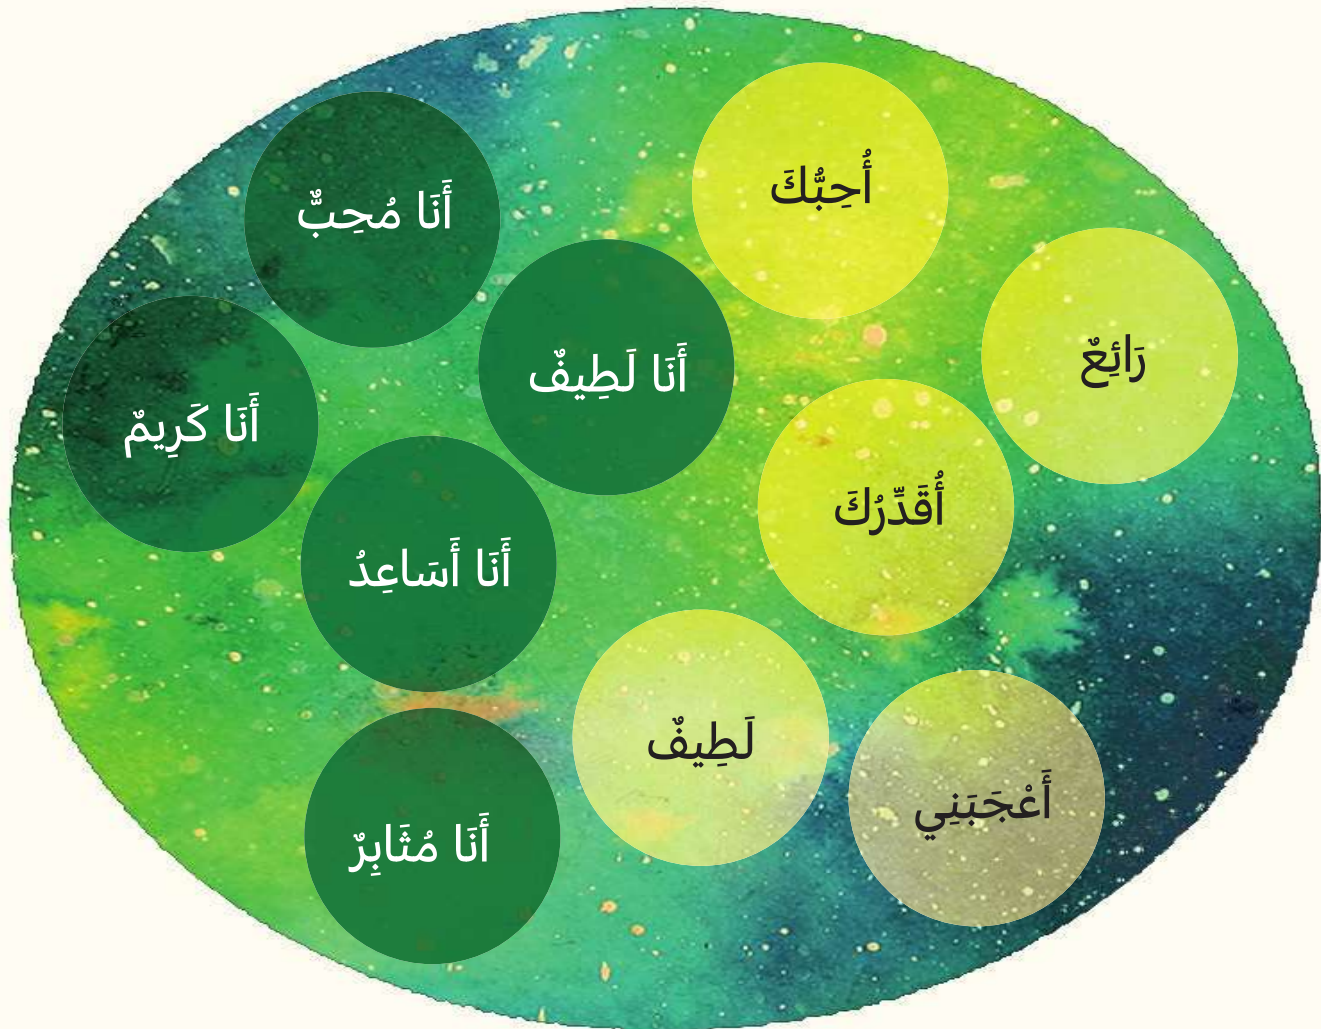 أُحِبُّكَ
أَنَا مُحِبٌّ
رَائِعٌ
أَنَا لَطِيفٌ
أَنَا كَرِيمٌ
أُقَدِّرُكَ
أَنَا أَسَاعِدُ
لَطِيفٌ
أَعْجَبَنِي
أَنَا مُثَابِرٌ